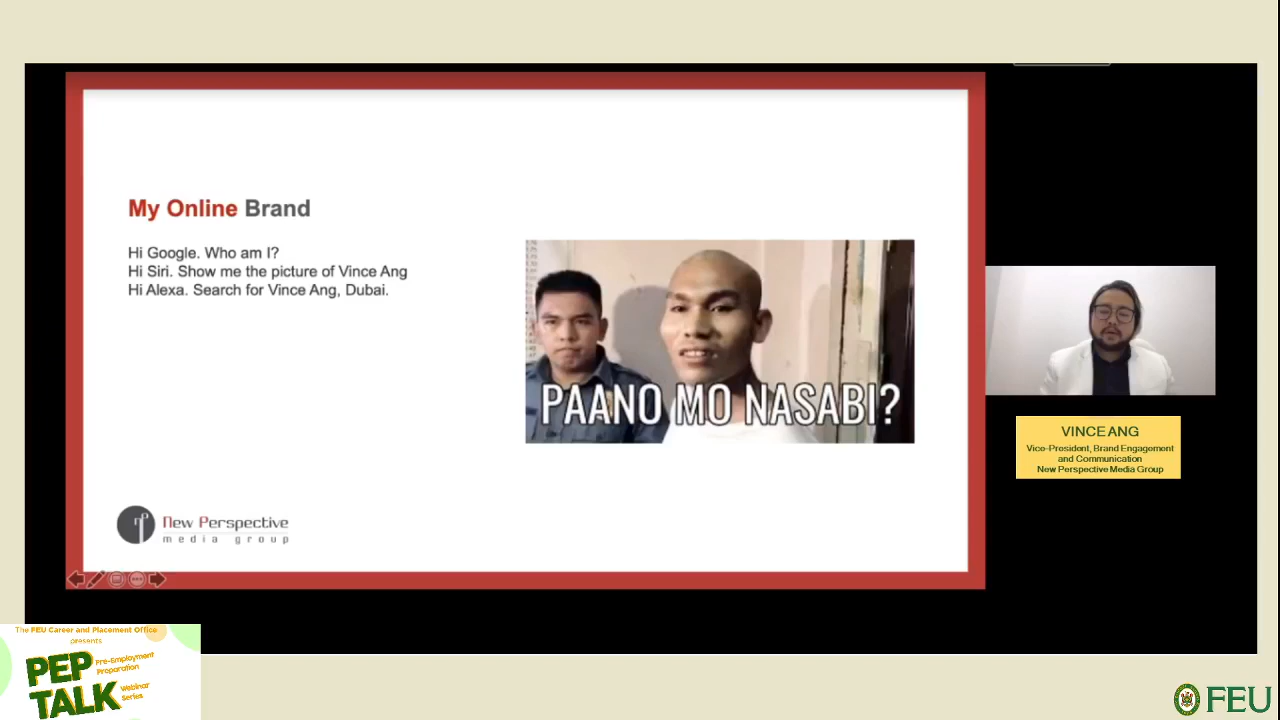 My Online Brand
Hi Google. Who am I?
Hi Siri. Show me the picture of Vince Ang
Hi Alexa. Search for Vince Ang, Dubai.
PAANO MO NASABI?
New Perspective
media group
VINCE ANG
Vice-President, Brand Engagement
and Communication
New Perspective Media Group
The FEU Career and Placement Office
presents
PEP TALK
Pre-Employment
Preparation
Webinar
Series
FEU